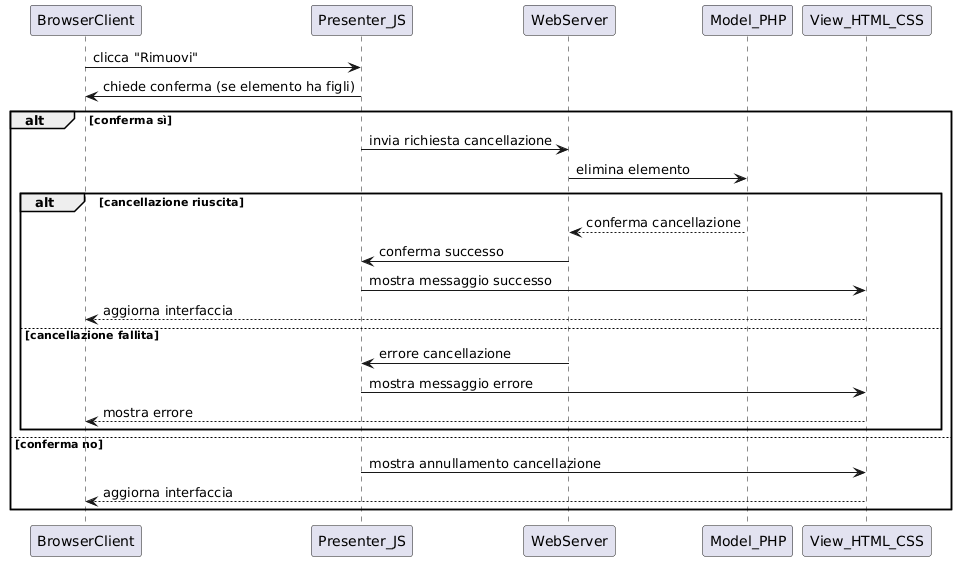 BrowserClient Presenter_JS WebServer Model_PHP View_HTML_CSS
clicca "Rimuovi"
chiede conferma (se elemento ha figli)
alt [conferma sì]
invia richiesta cancellazione
elimina elemento
alt [cancellazione riuscita]
conferma cancellazione
conferma successo
mostra messaggio successo
aggiorna interfaccia
[cancellazione fallita]
errore cancellazione
mostra messaggio errore
mostra errore
[conferma no]
mostra annullamento cancellazione
aggiorna interfaccia
BrowserClient Presenter_JS WebServer Model_PHP View_HTML_CSS